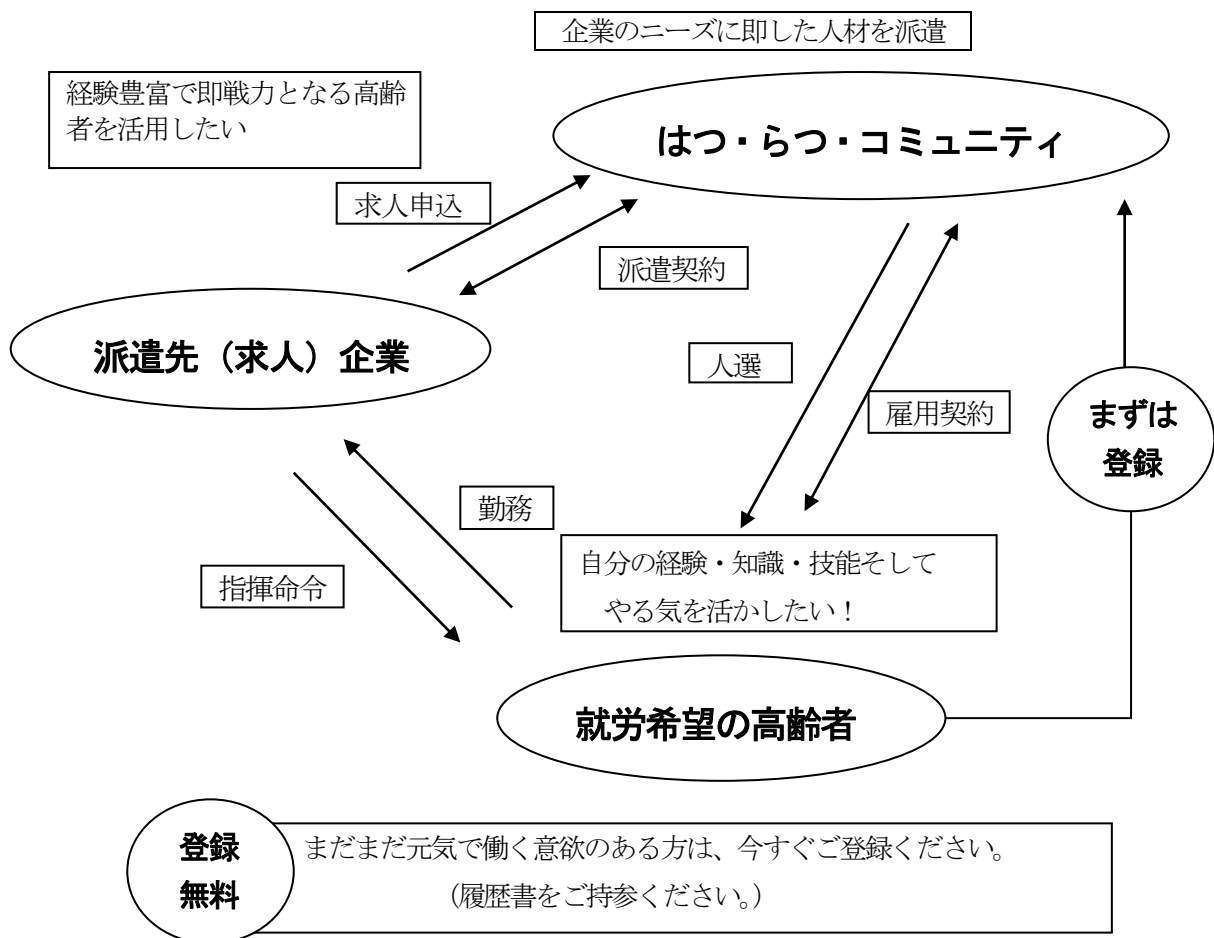 企業のニーズに即した人材を派遣
経験豊富で即戦力となる高齢
者を活用したい
はつ・らつ・コミュニティ
求人申込
派遣契約
派遣先（求人）企業
人選
雇用契約
まずは
登録
勤務
指揮命令
自分の経験・知識・技能そして
やる気を活かしたい！
就労希望の高齢者
登録
無料
まだまだ元気で働く意欲のある方は、今すぐご登録ください。
（履歴書をご持参ください。）